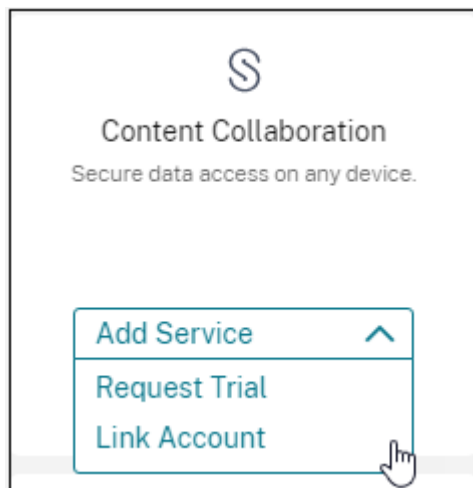 Content Collaboration
Secure data access on any device.
Add Service
Request Trial
Link Account